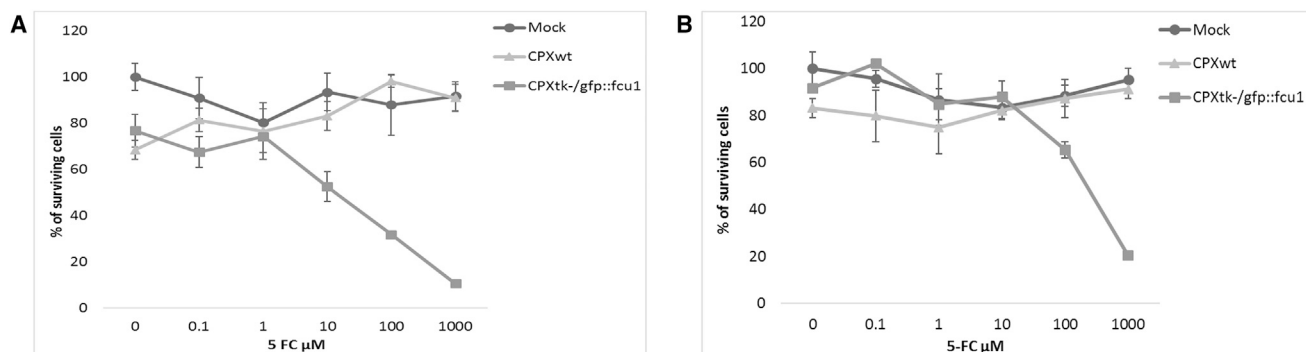 A
120
100
80
60
40
20
0
% of surviving cells
0 0.1 1 10 100 1000
5 FC µM
Mock
CPXwt
CPXtk-/gfp::fcu1
B
120
100
80
60
40
20
0
% of surviving cells
0 0.1 1 10 100 1000
5-FC µM
Mock
CPXwt
CPXtk-/gfp::fcu1